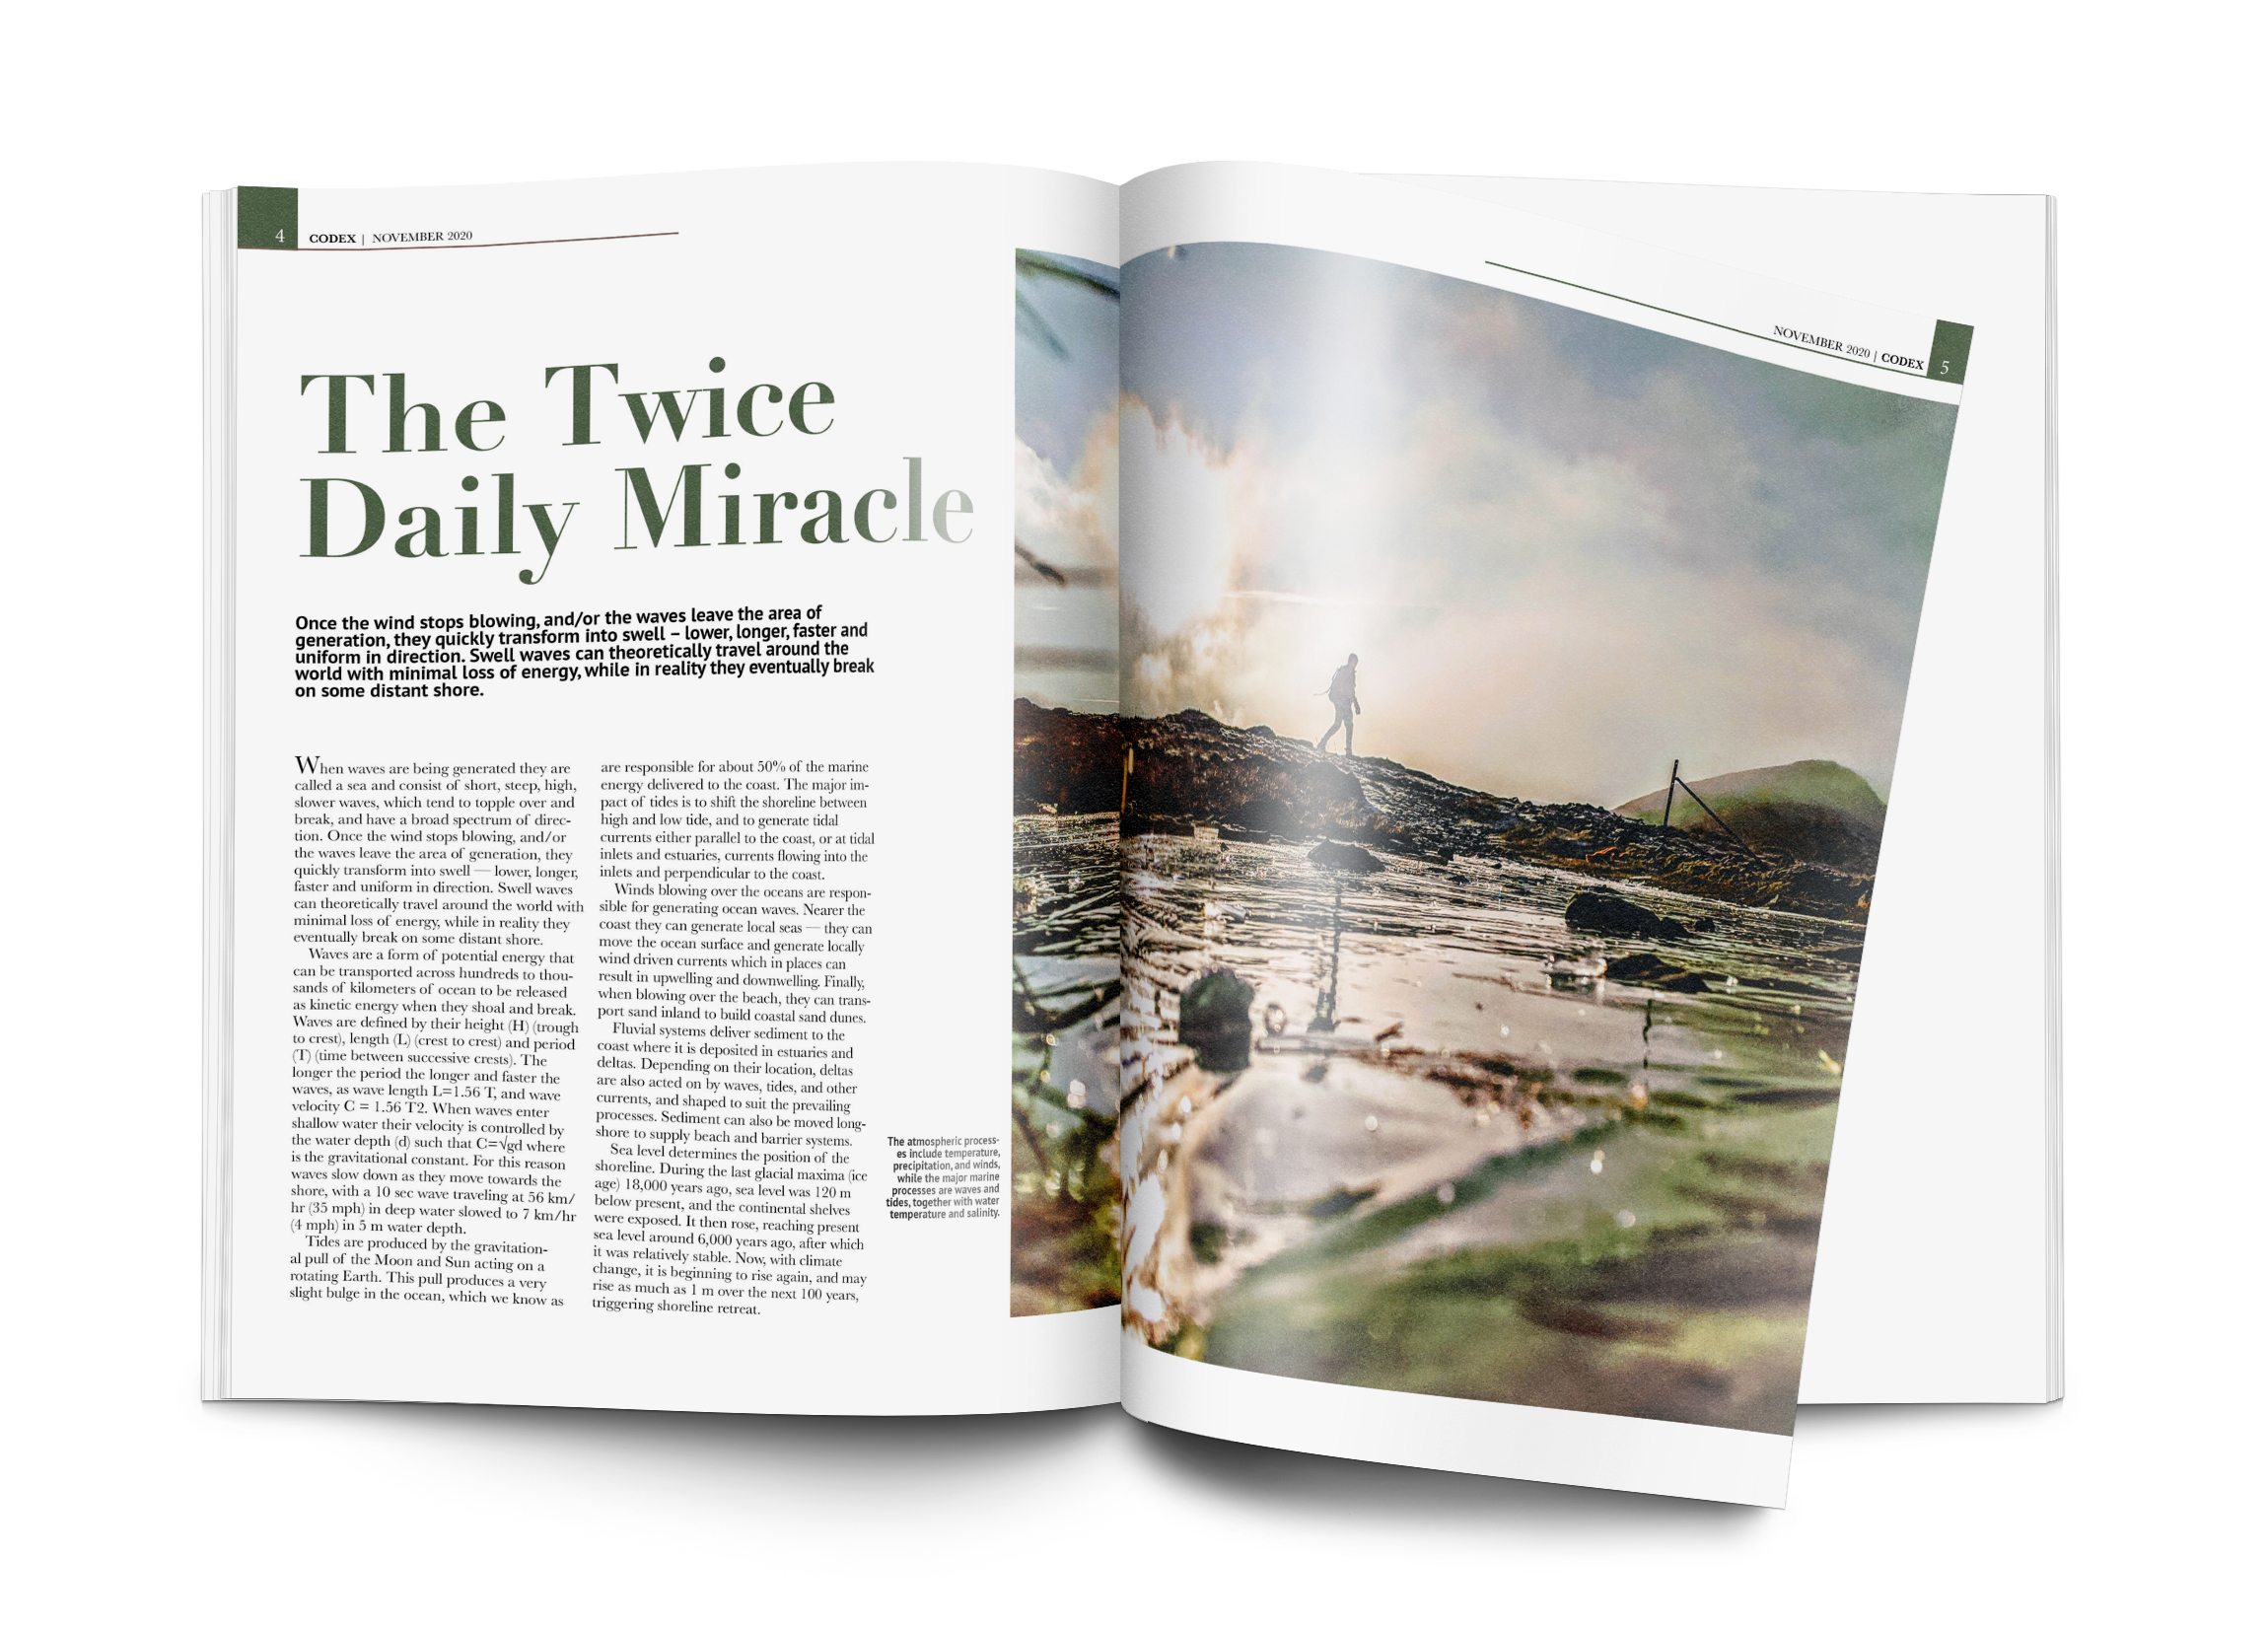 4 CODEX | NOVEMBER 2020
The Twice
Daily Miracle
Once the wind stops blowing, and/or the waves leave the area of
generation, they quickly transform into swell – lower, longer, faster and
uniform in direction. Swell waves can theoretically travel around the
world with minimal loss of energy, while in reality they eventually break
on some distant shore.
When waves are being generated they are
called a sea and consist of short, steep, high,
slower waves, which tend to topple over and
break, and have a broad spectrum of direc-
tion. Once the wind stops blowing, and/or
the waves leave the area of generation, they
quickly transform into swell — lower, longer,
faster and uniform in direction. Swell waves
can theoretically travel around the world with
minimal loss of energy, while in reality they
eventually break on some distant shore.
Waves are a form of potential energy that
can be transported across hundreds to thou-
sands of kilometers of ocean to be released
as kinetic energy when they shoal and break.
Waves are defined by their height (H) (trough
to crest), length (L) (crest to crest) and period
(T) (time between successive crests). The
longer the period the longer and faster the
waves, as wave length L=1.56 T, and wave
velocity C = 1.56 T2. When waves enter
shallow water their velocity is controlled by
the water depth (d) such that C=√gd where
is the gravitational constant. For this reason
waves slow down as they move towards the
shore, with a 10 sec wave traveling at 56 km/
hr (35 mph) in deep water slowed to 7 km/hr
(4 mph) in 5 m water depth.
Tides are produced by the gravitation-
al pull of the Moon and Sun acting on a
rotating Earth. This pull produces a very
slight bulge in the ocean, which we know as
are responsible for about 50% of the marine
energy delivered to the coast. The major im-
pact of tides is to shift the shoreline between
high and low tide, and to generate tidal
currents either parallel to the coast, or at tidal
inlets and estuaries, currents flowing into the
inlets and perpendicular to the coast.
Winds blowing over the oceans are respon-
sible for generating ocean waves. Nearer the
coast they can generate local seas — they can
move the ocean surface and generate locally
wind driven currents which in places can
result in upwelling and downwelling. Finally,
when blowing over the beach, they can trans-
port sand inland to build coastal sand dunes.
Fluvial systems deliver sediment to the
coast where it is deposited in estuaries and
deltas. Depending on their location, deltas
are also acted on by waves, tides, and other
currents, and shaped to suit the prevailing
processes. Sediment can also be moved long-
shore to supply beach and barrier systems.
Sea level determines the position of the
shoreline. During the last glacial maxima (ice
age) 18,000 years ago, sea level was 120 m
below present, and the continental shelves
were exposed. It then rose, reaching present
sea level around 6,000 years ago, after which
it was relatively stable. Now, with climate
change, it is beginning to rise again, and may
rise as much as 1 m over the next 100 years,
triggering shoreline retreat.
The atmospheric process-
es include temperature,
precipitation, and winds,
while the major marine
processes are waves and
tides, together with water
temperature and salinity.
NOVEMBER 2020 | CODEX 5